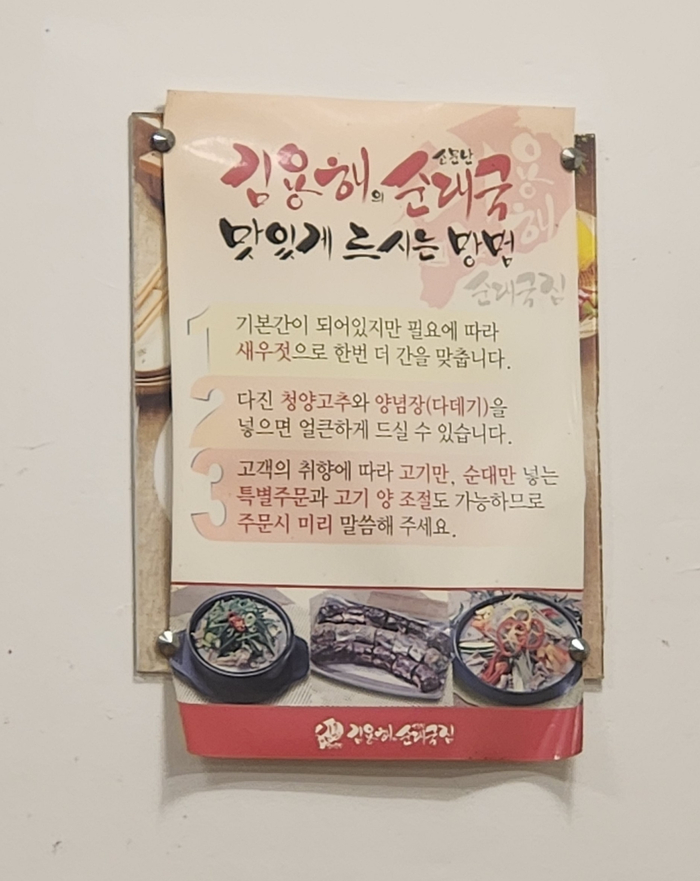 소문난
김용해의 순대국
맛있게 드시는 방법
용해
순대국집
1 기본간이 되어있지만 필요에 따라
새우젓으로 한번 더 간을 맞춥니다.
2 다진 청양고추와 양념장(다데기)을
넣으면 얼큰하게 드실 수 있습니다.
3 고객의 취향에 따라 고기만, 순대만 넣는
특별주문과 고기 양 조절도 가능하므로
주문시 미리 말씀해 주세요.
김용해 순대국집